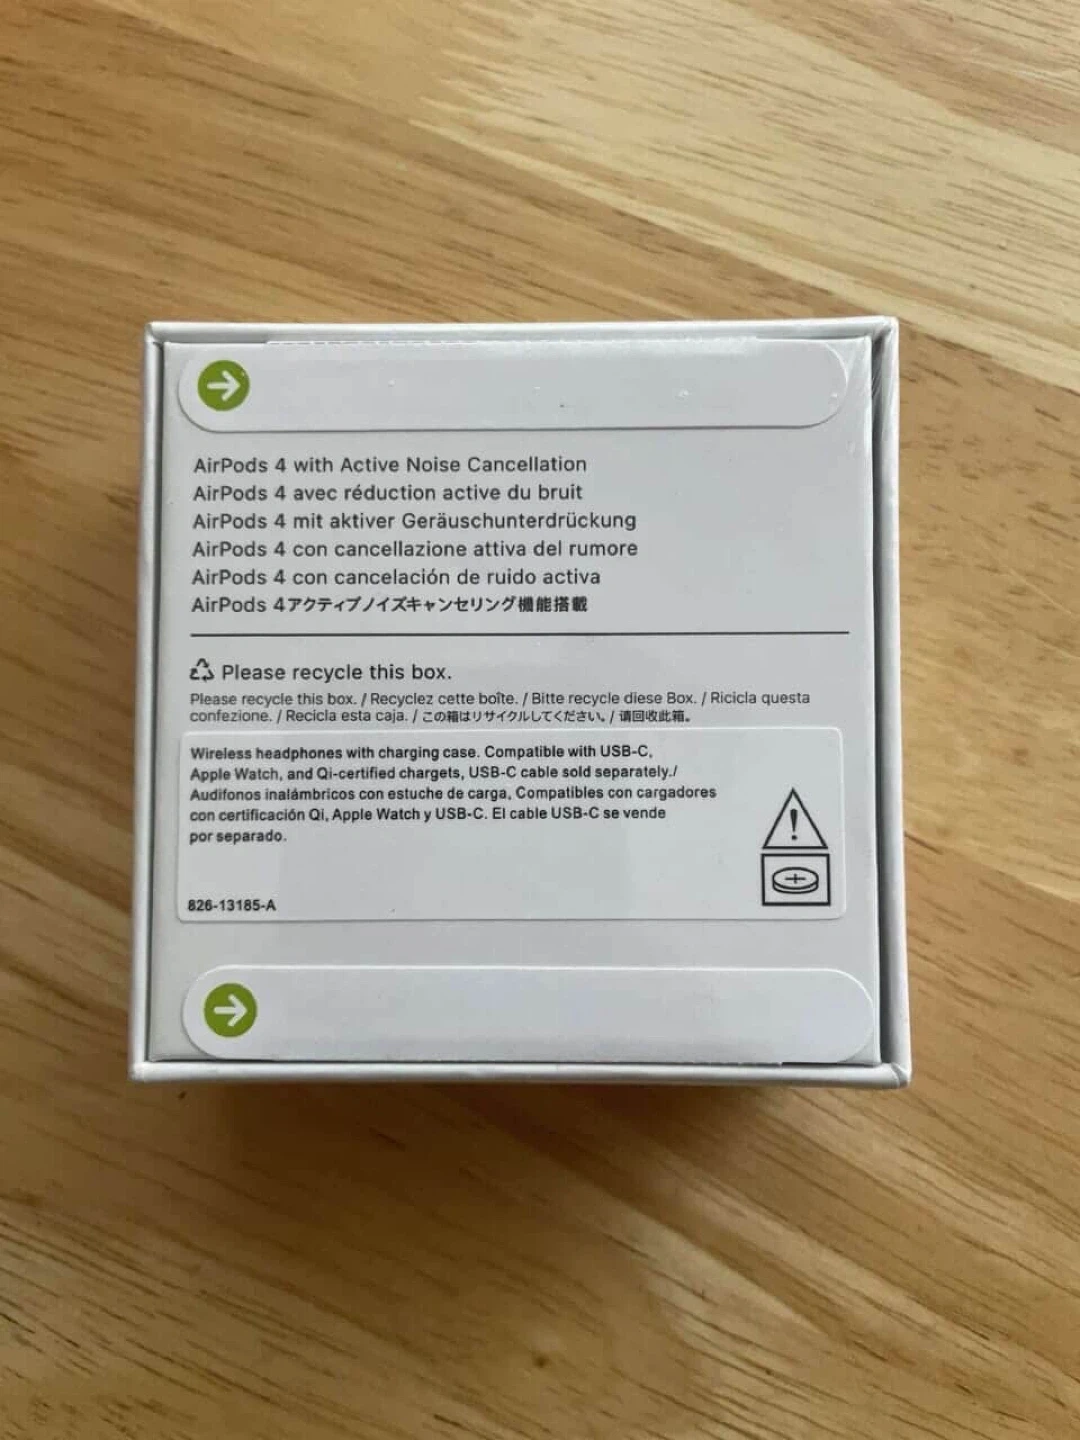 AirPods 4 with Active Noise Cancellation
AirPods 4 avec réduction active du bruit
AirPods 4 mit aktiver Geräuschunterdrückung
AirPods 4 con cancellazione attiva del rumore
AirPods 4 con cancelación de ruido activa
AirPods 4アクティブノイズキャンセリング機能搭載
Please recycle this box.
Please recycle this box. / Recyclez cette boîte. / Bitte recycle diese Box. / Ricicla questa
confezione. / Recicla esta caja. / この箱はリサイクルしてください。/ 请回收此箱。
Wireless headphones with charging case. Compatible with USB-C,
Apple Watch, and Qi-certified chargets, USB-C cable sold separately./
Audifonos inalámbricos con estuche de carga, Compatibles con cargadores
con certificación Qi, Apple Watch y USB-C. El cable USB-C se vende
por separado.
826-13185-A